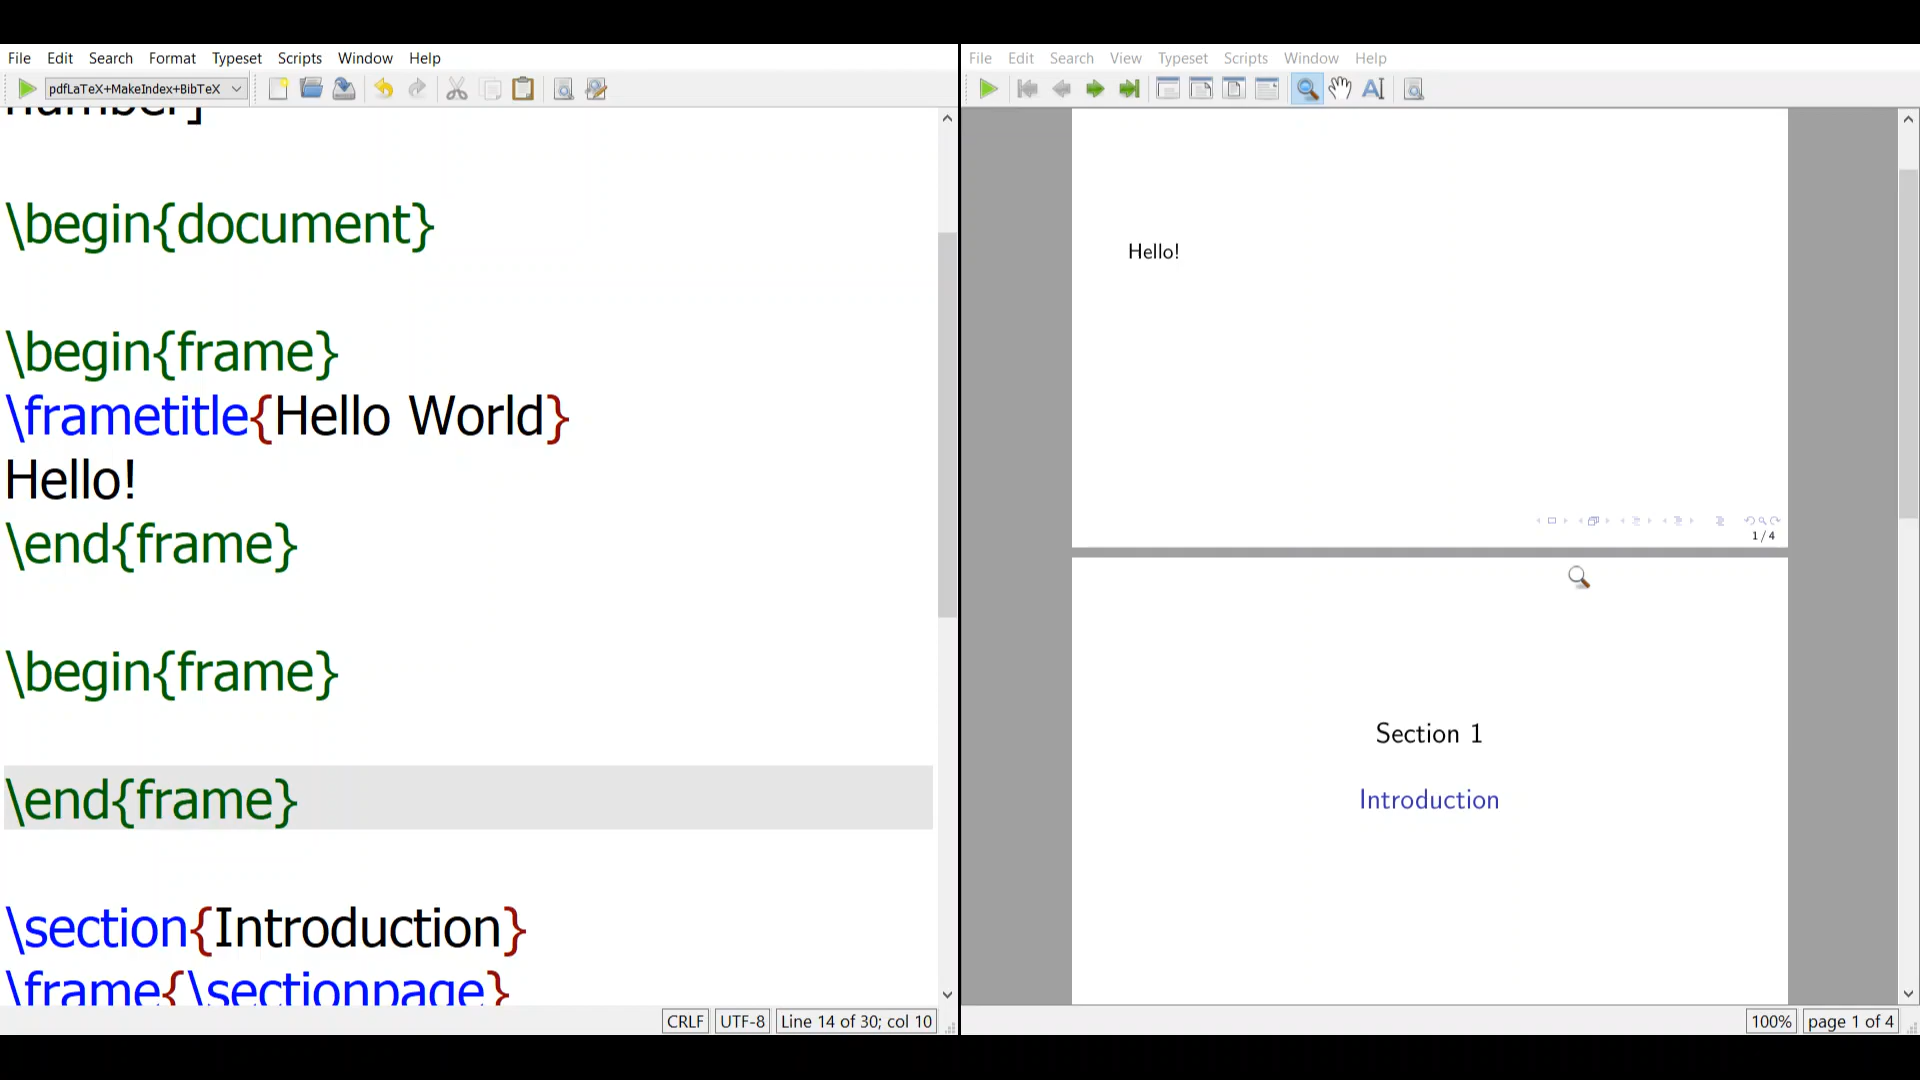 File Edit Search Format Typeset Scripts Window Help
pdfLaTeX+MakeIndex+BibTeX
number]
\begin{document}
\begin{frame}
\frametitle{Hello World}
Hello!
\end{frame}
\begin{frame}
\end{frame}
\section{Introduction}
\frame{\sectionpage}
CRLF UTF-8 Line 14 of 30; col 10
File Edit Search View Typeset Scripts Window Help
Hello!
1 / 4
Section 1
Introduction
100% page 1 of 4